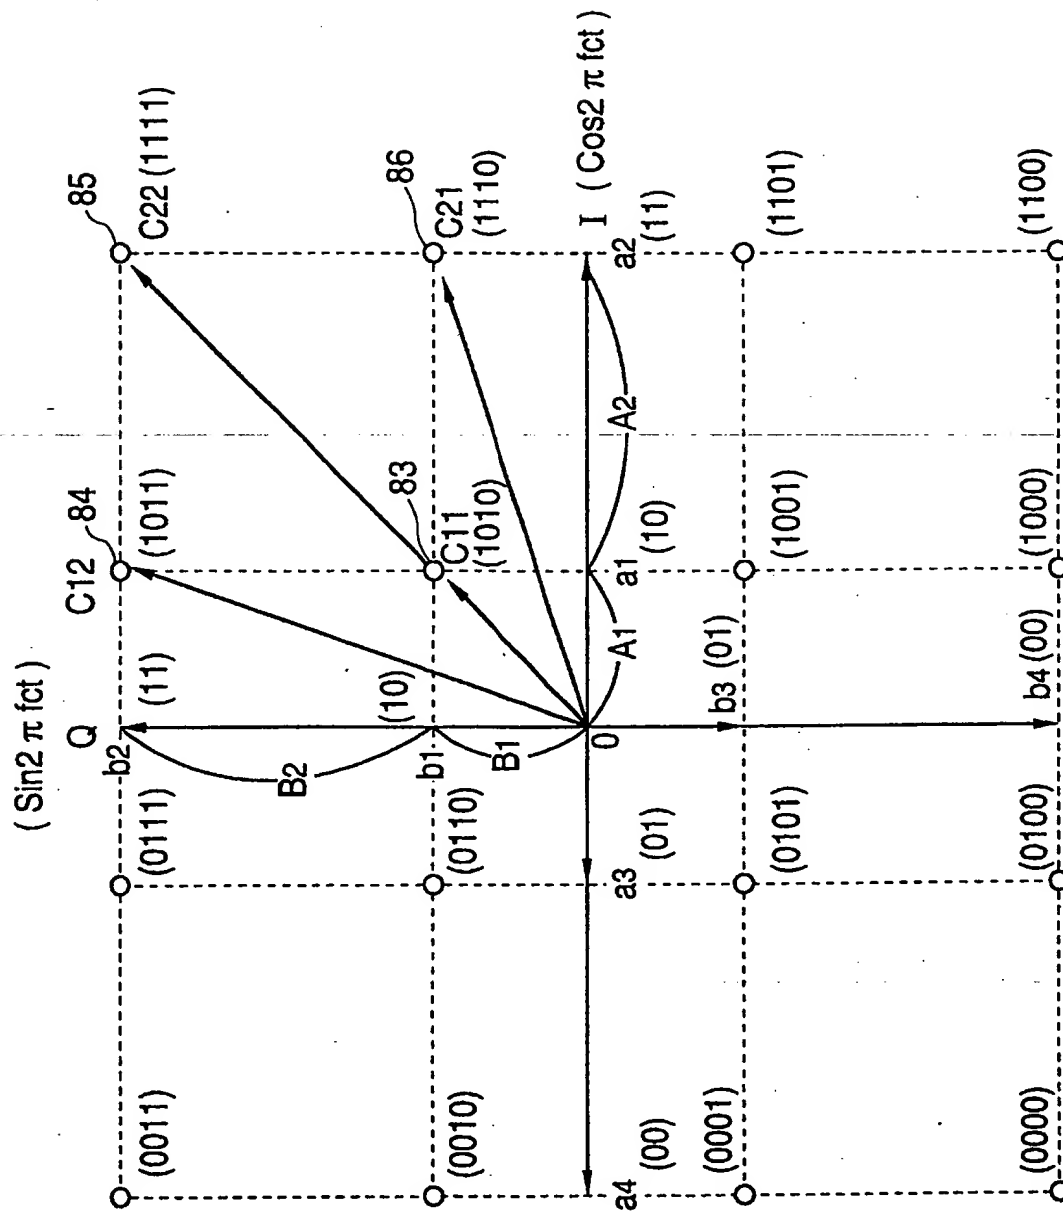 ( Sin2 π fct )
Q
b2
(11)
C12
84
85
C22 (1111)
(0011)
(0111)
(1011)
B2
b1
(10)
83
86
C21
(1110)
C11
(1010)
(0010)
(0110)
B1
0
A1
A2
I ( Cos2 π fct )
a4
(00)
a3
(01)
a1
(10)
a2
(11)
b3 (01)
(0001)
(0101)
(1001)
(1101)
b4 (00)
(0000)
(0100)
(1000)
(1100)